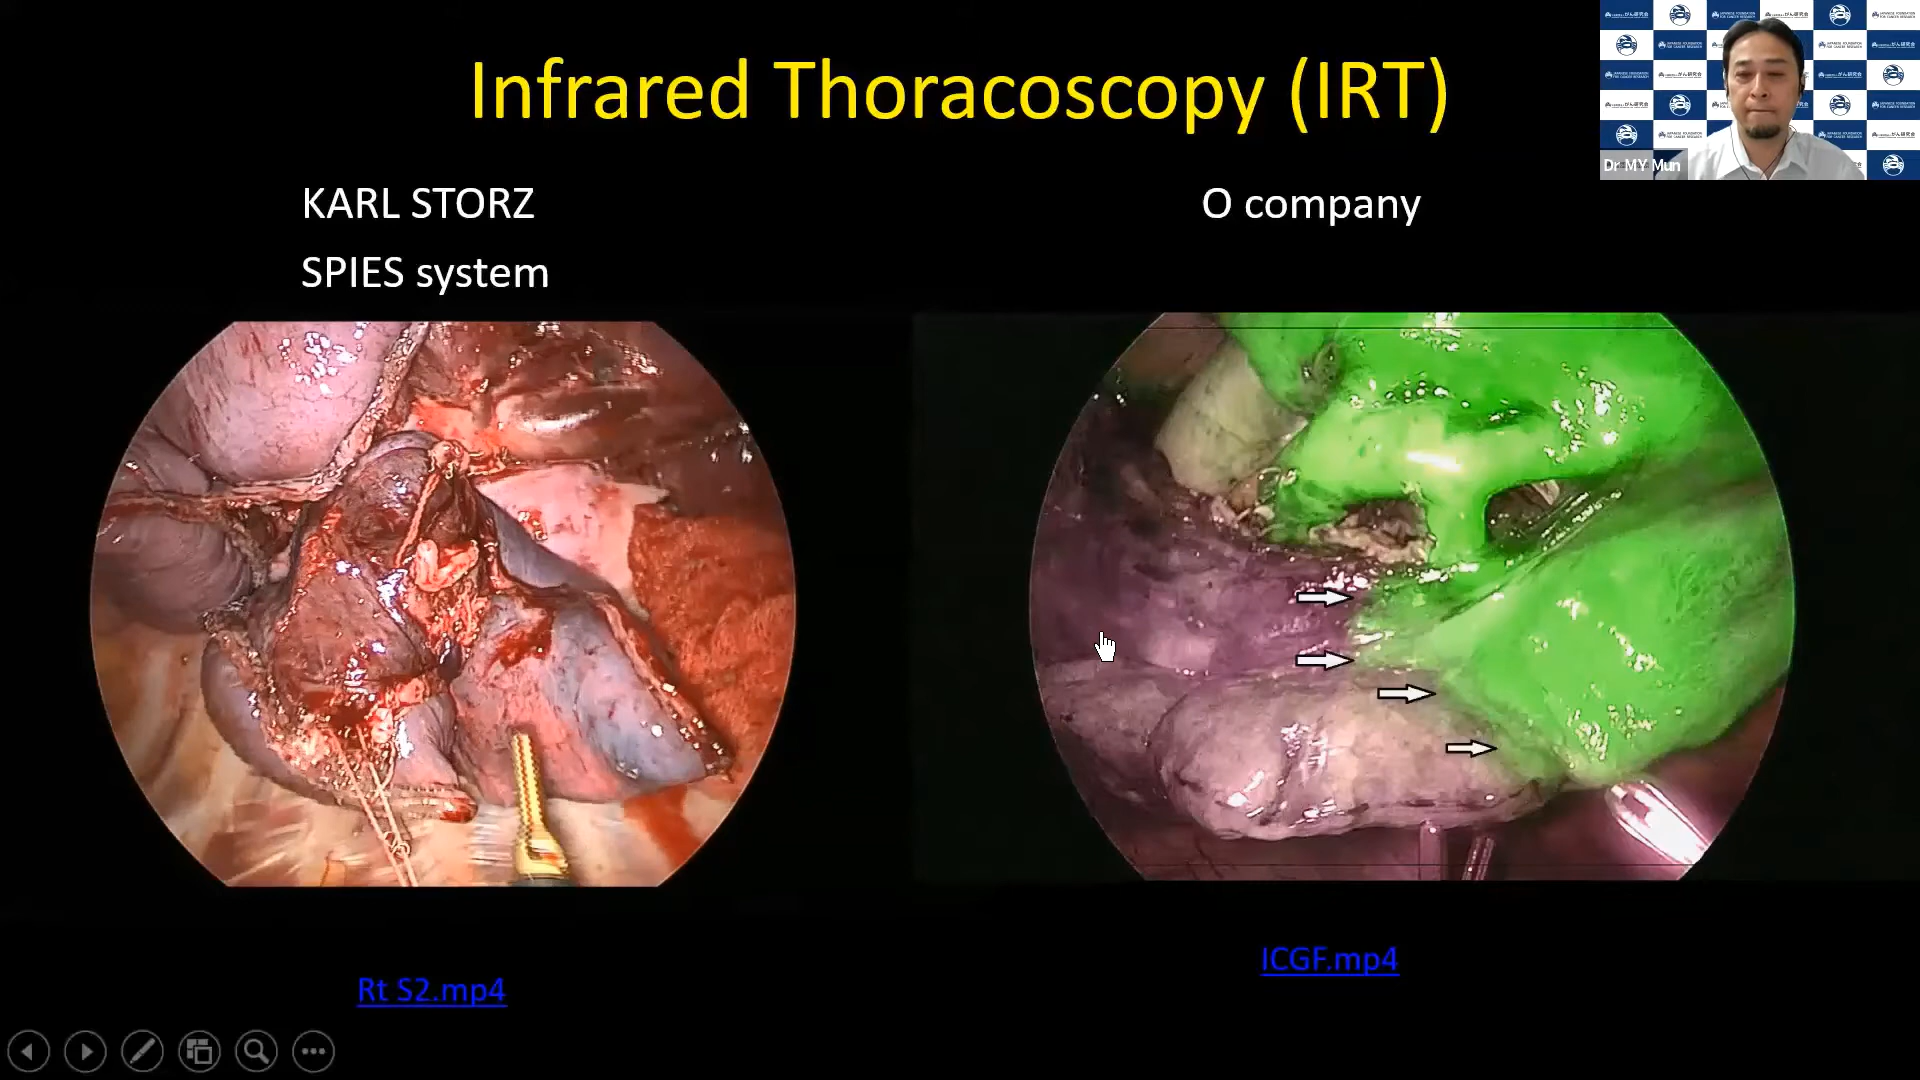 Infrared Thoracoscopy (IRT)
Dr MY Mun
KARL STORZ
SPIES system
O company
Rt S2.mp4
ICGF.mp4